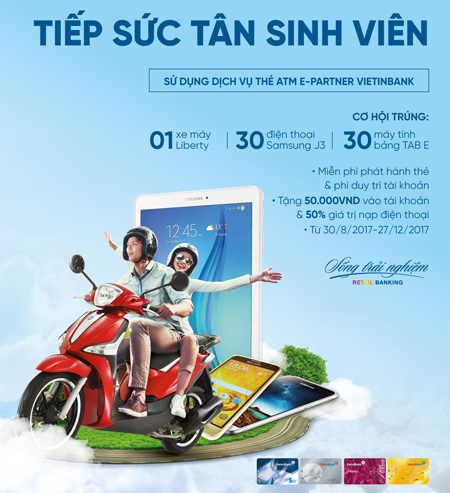 TIẾP SỨC TÂN SINH VIÊN
SỬ DỤNG DỊCH VỤ THẺ ATM E-PARTNER VIETINBANK
CƠ HỘI TRÚNG:
01 xe máy Liberty | 30 điện thoại Samsung J3 | 30 máy tính bảng TAB E
• Miễn phí phát hành thẻ
& phí duy trì tài khoản
• Tặng 50.000VND vào tài khoản
& 50% giá trị nạp điện thoại
• Từ 30/8/2017-27/12/2017
Sống trải nghiệm
RETAIL BANKING
SAMSUNG
12:45